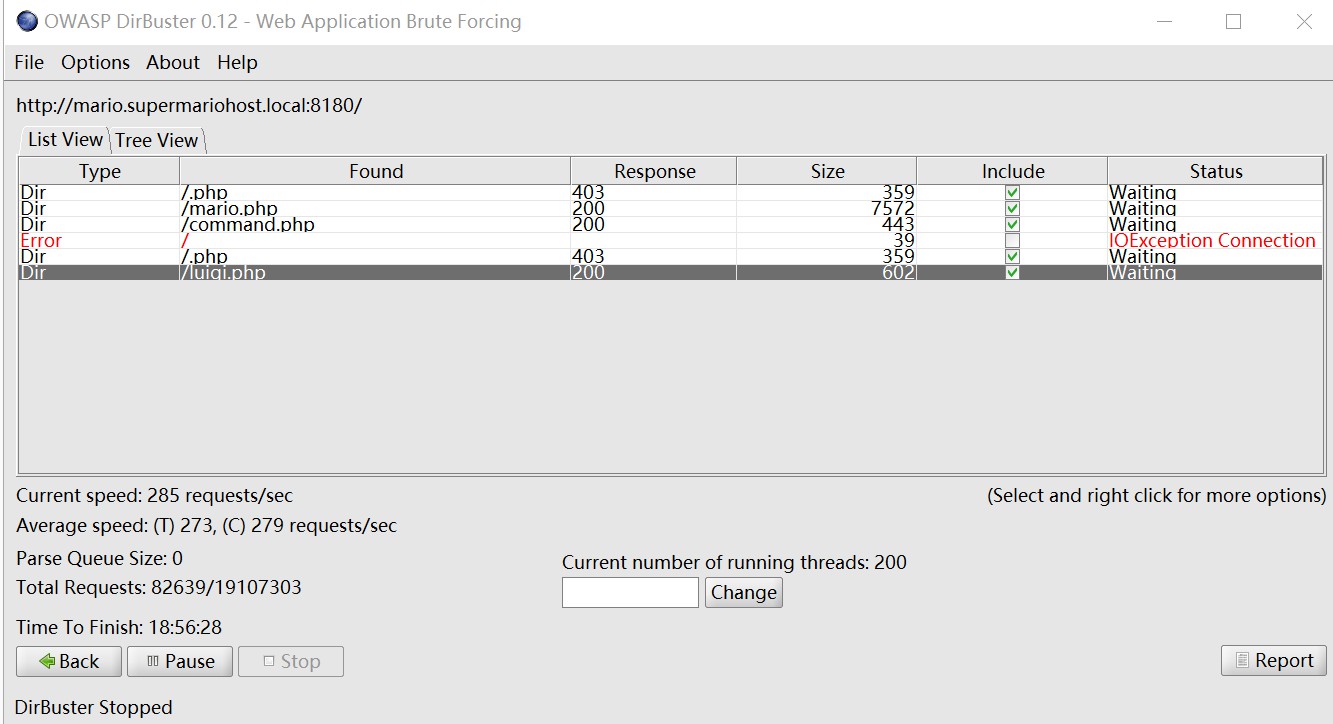 OWASP DirBuster 0.12 - Web Application Brute Forcing
File Options About Help
http://mario.supermariohost.local:8180/
List View Tree View
Type Found Response Size Include Status
Dir /.php 403 359 Waiting
Dir /mario.php 200 7572 Waiting
Dir /command.php 200 443 Waiting
Error / 39 IOException Connection
Dir /.php 403 359 Waiting
Dir /luigi.php 200 602 Waiting
Current speed: 285 requests/sec (Select and right click for more options)
Average speed: (T) 273, (C) 279 requests/sec
Parse Queue Size: 0
Current number of running threads: 200
Total Requests: 82639/19107303
Change
Time To Finish: 18:56:28
Back Pause Stop Report
DirBuster Stopped